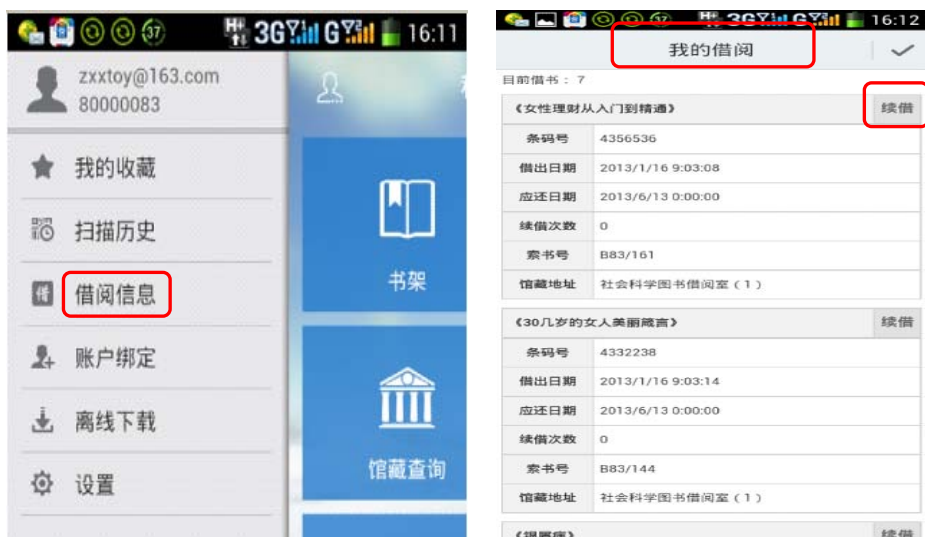 37
H+ 3G G 16:11
zxxtoy@163.com
80000083
我的收藏
扫描历史
借
借阅信息
账户绑定
离线下载
设置
书架
馆藏查询
37
H+ 3G G 16:12
我的借阅
目前借书：7
《女性理财从入门到精通》 续借
条码号 4356536
借出日期 2013/1/16 9:03:08
应还日期 2013/6/13 0:00:00
续借次数 0
索书号 B83/161
馆藏地址 社会科学图书借阅室（1）
《30几岁的女人美丽箴言》 续借
条码号 4332238
借出日期 2013/1/16 9:03:14
应还日期 2013/6/13 0:00:00
续借次数 0
索书号 B83/144
馆藏地址 社会科学图书借阅室（1）
续借